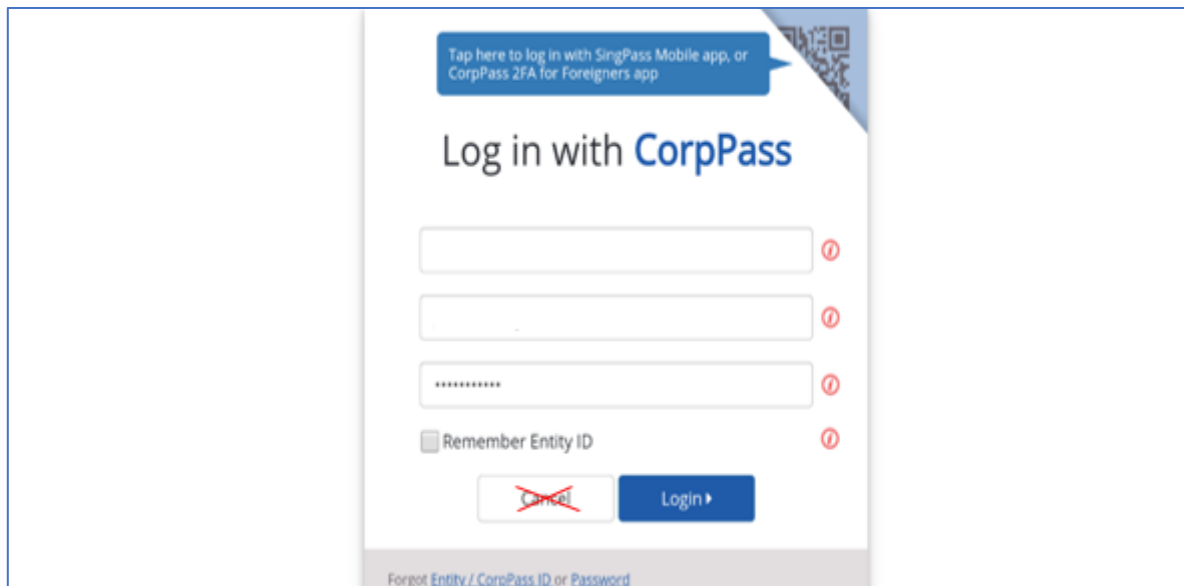 Tap here to log in with SingPass Mobile app, or
CorpPass 2FA for Foreigners app
Log in with CorpPass
•••••••••••
Remember Entity ID
Cancel
Login
Forgot Entity / CorpPass ID or Password